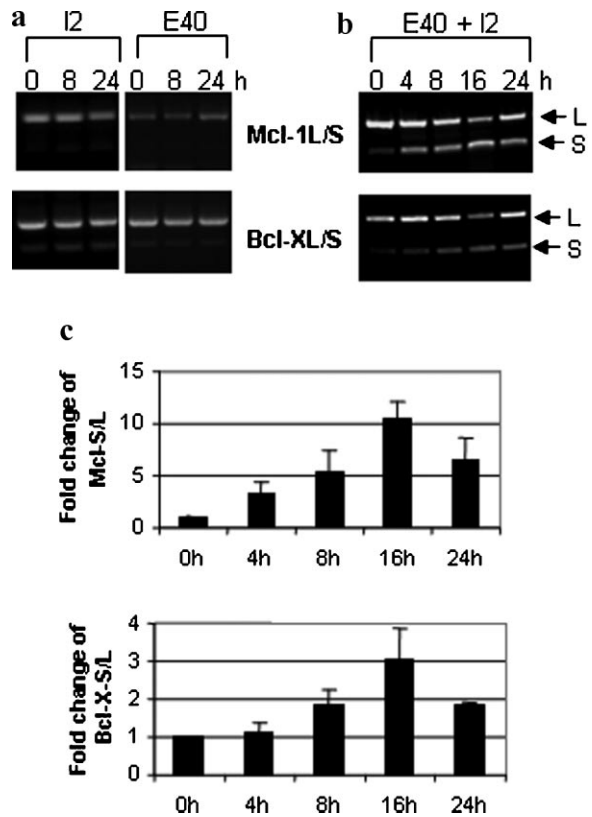 a
I2
E40
0 8 24 0 8 24 h
Mcl-1L/S
Bcl-XL/S
b
E40 + I2
0 4 8 16 24 h
L
S
L
S
c
Fold change of
Mcl-S/L
15
10
5
0
0h 4h 8h 16h 24h
Fold change of
Bcl-X-S/L
4
3
2
1
0
0h 4h 8h 16h 24h